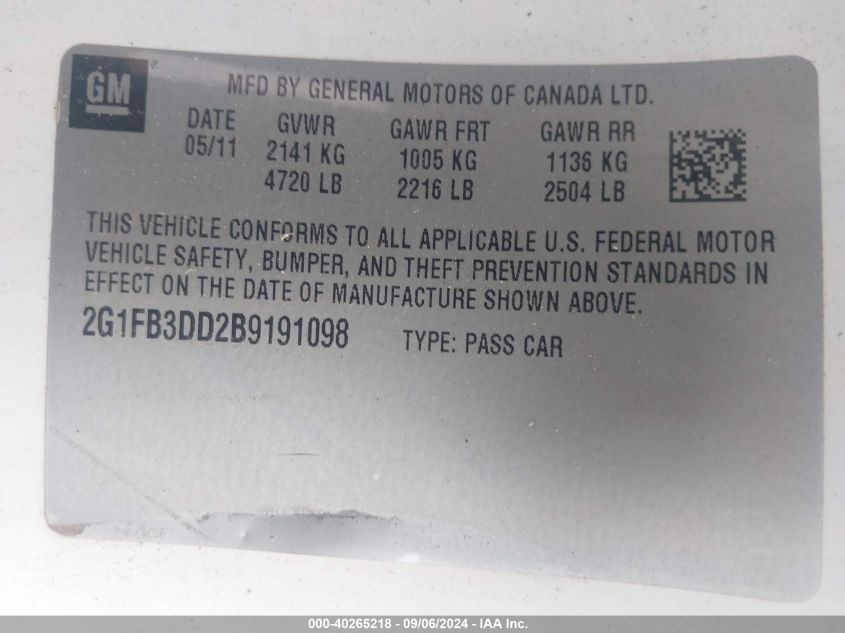 GM ®
MFD BY GENERAL MOTORS OF CANADA LTD.
DATE GVWR GAWR FRT GAWR RR
05/11 2141 KG 1005 KG 1136 KG
4720 LB 2216 LB 2504 LB
THIS VEHICLE CONFORMS TO ALL APPLICABLE U.S. FEDERAL MOTOR
VEHICLE SAFETY, BUMPER, AND THEFT PREVENTION STANDARDS IN
EFFECT ON THE DATE OF MANUFACTURE SHOWN ABOVE.
2G1FB3DD2B9191098 TYPE: PASS CAR
000-40265218 - 09/06/2024 - IAA Inc.